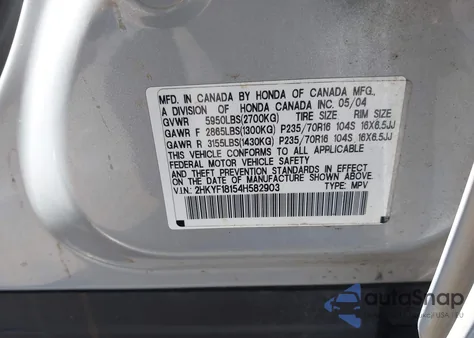 MFD. IN CANADA BY HONDA OF CANADA MFG.,
A DIVISION OF HONDA CANADA INC. 05/04
GVWR 5950LBS(2700KG) TIRE SIZE RIM SIZE
GAWR F 2865LBS(1300KG) P235/70R16 104S 16X6.5JJ
GAWR R 3155LBS(1430KG) P235/70R16 104S 16X6.5JJ
THIS VEHICLE CONFORMS TO ALL APPLICABLE
FEDERAL MOTOR VEHICLE SAFETY AND
THEFT PREVENTION STANDARDS IN EFFECT
ON THE DATE OF MANUFACTURE SHOWN ABOVE.
V.I.N.: 2HKYF18154H582903 TYPE: MPV
autoSnap